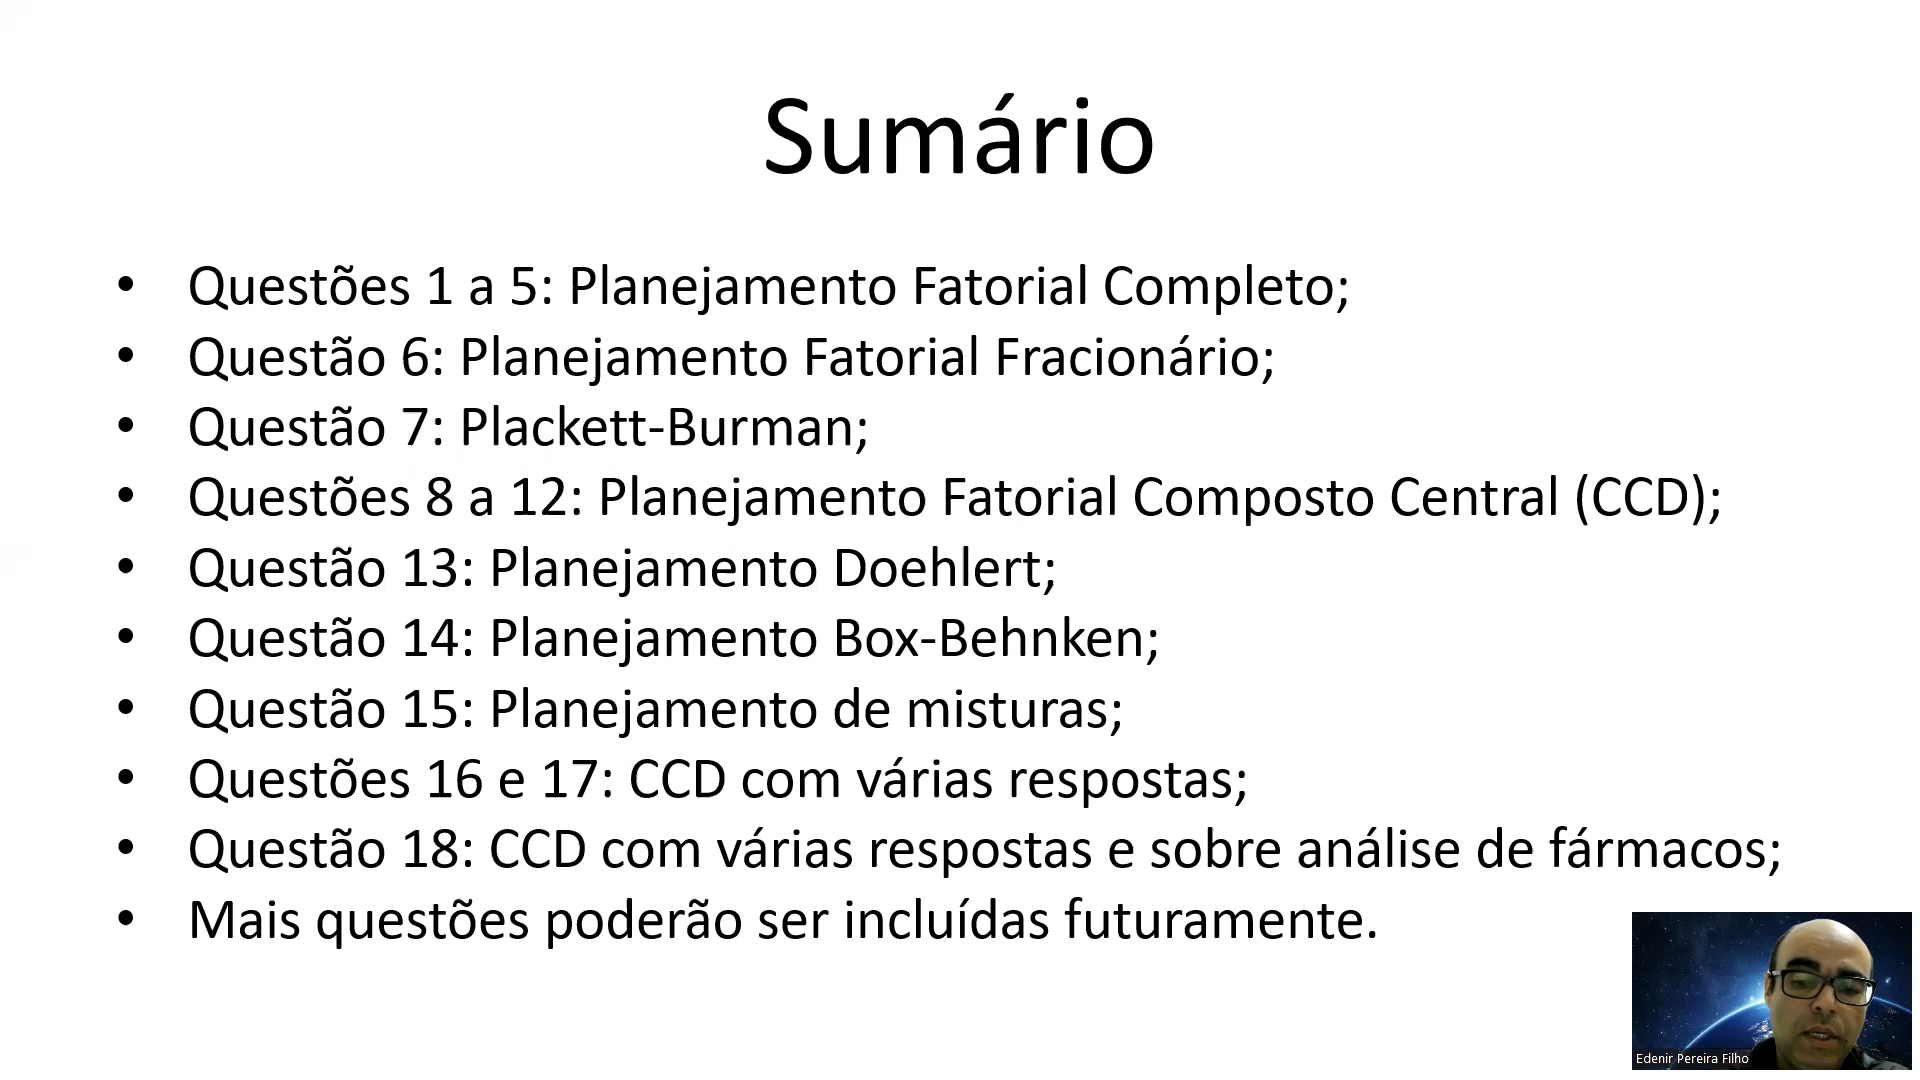 Sumário
• Questões 1 a 5: Planejamento Fatorial Completo;
• Questão 6: Planejamento Fatorial Fracionário;
• Questão 7: Plackett-Burman;
• Questões 8 a 12: Planejamento Fatorial Composto Central (CCD);
• Questão 13: Planejamento Doehlert;
• Questão 14: Planejamento Box-Behnken;
• Questão 15: Planejamento de misturas;
• Questões 16 e 17: CCD com várias respostas;
• Questão 18: CCD com várias respostas e sobre análise de fármacos;
• Mais questões poderão ser incluídas futuramente.
Edenir Pereira Filho